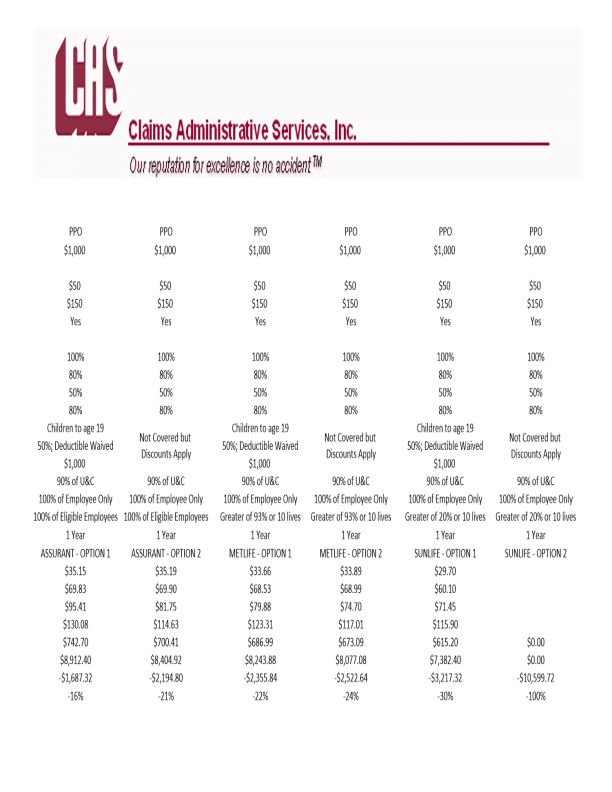 CAS
Claims Administrative Services, Inc.
Our reputation for excellence is no accident™
PPO PPO PPO PPO PPO PPO
$1,000 $1,000 $1,000 $1,000 $1,000 $1,000
$50 $50 $50 $50 $50 $50
$150 $150 $150 $150 $150 $150
Yes Yes Yes Yes Yes Yes
100% 100% 100% 100% 100% 100%
80% 80% 80% 80% 80% 80%
50% 50% 50% 50% 50% 50%
80% 80% 80% 80% 80% 80%
Children to age 19 Children to age 19 Children to age 19
Not Covered but Not Covered but Not Covered but
50%; Deductible Waived 50%; Deductible Waived 50%; Deductible Waived
Discounts Apply Discounts Apply Discounts Apply
$1,000 $1,000 $1,000
90% of U&C 90% of U&C 90% of U&C 90% of U&C 90% of U&C 90% of U&C
100% of Employee Only 100% of Employee Only 100% of Employee Only 100% of Employee Only 100% of Employee Only 100% of Employee Only
100% of Eligible Employees 100% of Eligible Employees Greater of 93% or 10 lives Greater of 93% or 10 lives Greater of 20% or 10 lives Greater of 20% or 10 lives
1 Year 1 Year 1 Year 1 Year 1 Year 1 Year
ASSURANT - OPTION 1 ASSURANT - OPTION 2 METLIFE - OPTION 1 METLIFE - OPTION 2 SUNLIFE - OPTION 1 SUNLIFE - OPTION 2
$35.15 $35.19 $33.66 $33.89 $29.70
$69.83 $69.90 $68.53 $68.99 $60.10
$95.41 $81.75 $79.88 $74.70 $71.45
$130.08 $114.63 $123.31 $117.01 $115.90
$742.70 $700.41 $686.99 $673.09 $615.20 $0.00
$8,912.40 $8,404.92 $8,243.88 $8,077.08 $7,382.40 $0.00
-$1,687.32 -$2,194.80 -$2,355.84 -$2,522.64 -$3,217.32 -$10,599.72
-16% -21% -22% -24% -30% -100%